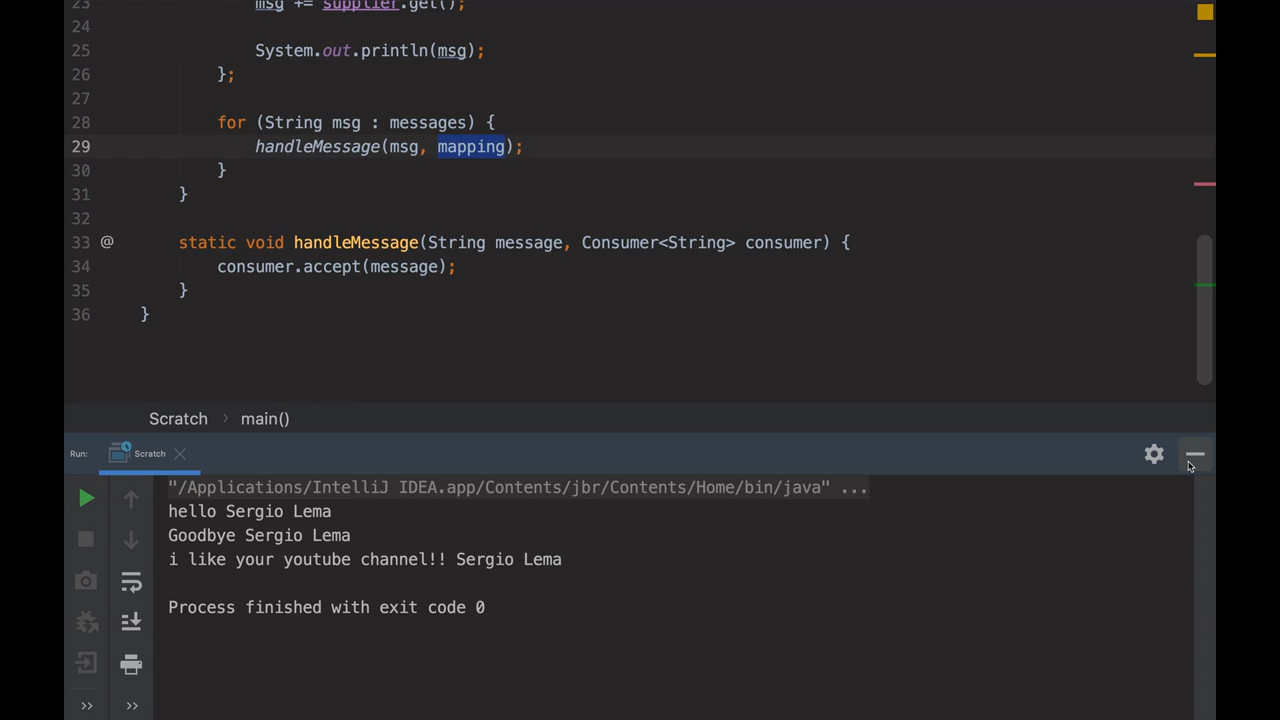 23 msg += supplier.get();
24
25 System.out.println(msg);
26 };
27
28 for (String msg : messages) {
29 handleMessage(msg, mapping);
30 }
31 }
32
33 @ static void handleMessage(String message, Consumer<String> consumer) {
34 consumer.accept(message);
35 }
36 }
Scratch › main()
Run: Scratch
"/Applications/IntelliJ IDEA.app/Contents/jbr/Contents/Home/bin/java" ...
hello Sergio Lema
Goodbye Sergio Lema
i like your youtube channel!! Sergio Lema
Process finished with exit code 0